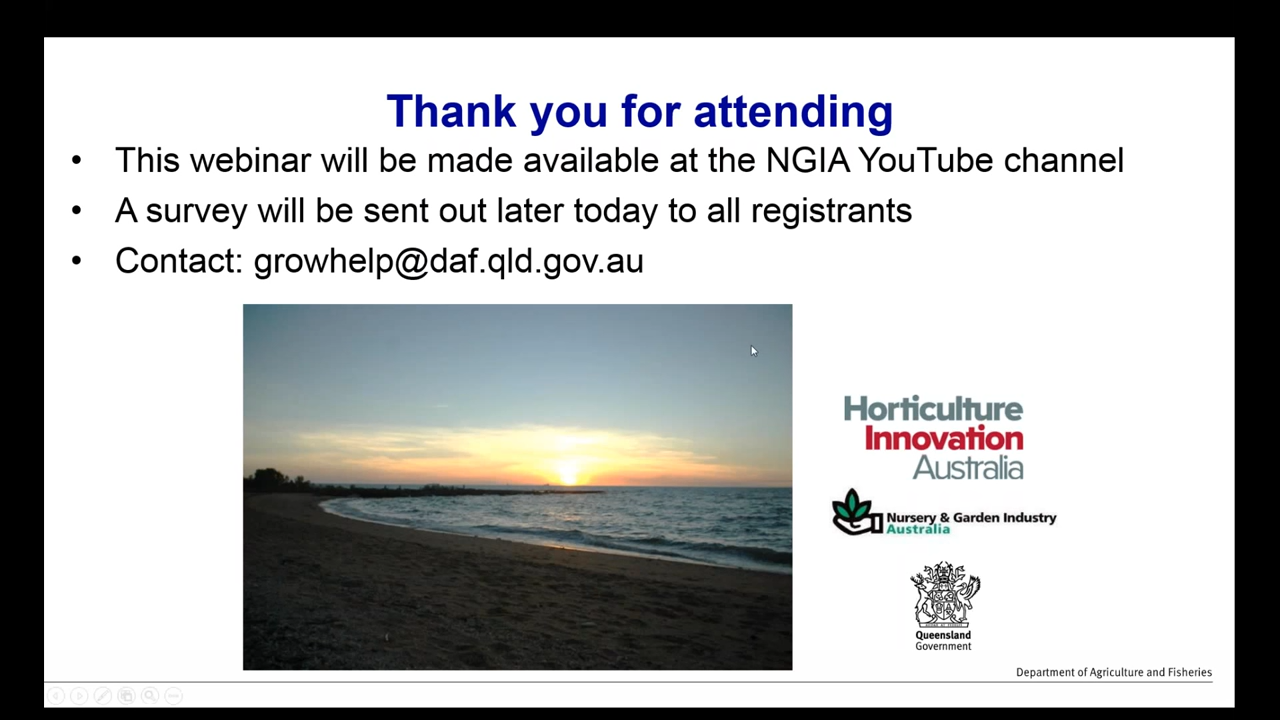 Thank you for attending
• This webinar will be made available at the NGIA YouTube channel
• A survey will be sent out later today to all registrants
• Contact: growhelp@daf.qld.gov.au
Horticulture
Innovation
Australia
Nursery & Garden Industry
Australia
Queensland
Government
Department of Agriculture and Fisheries